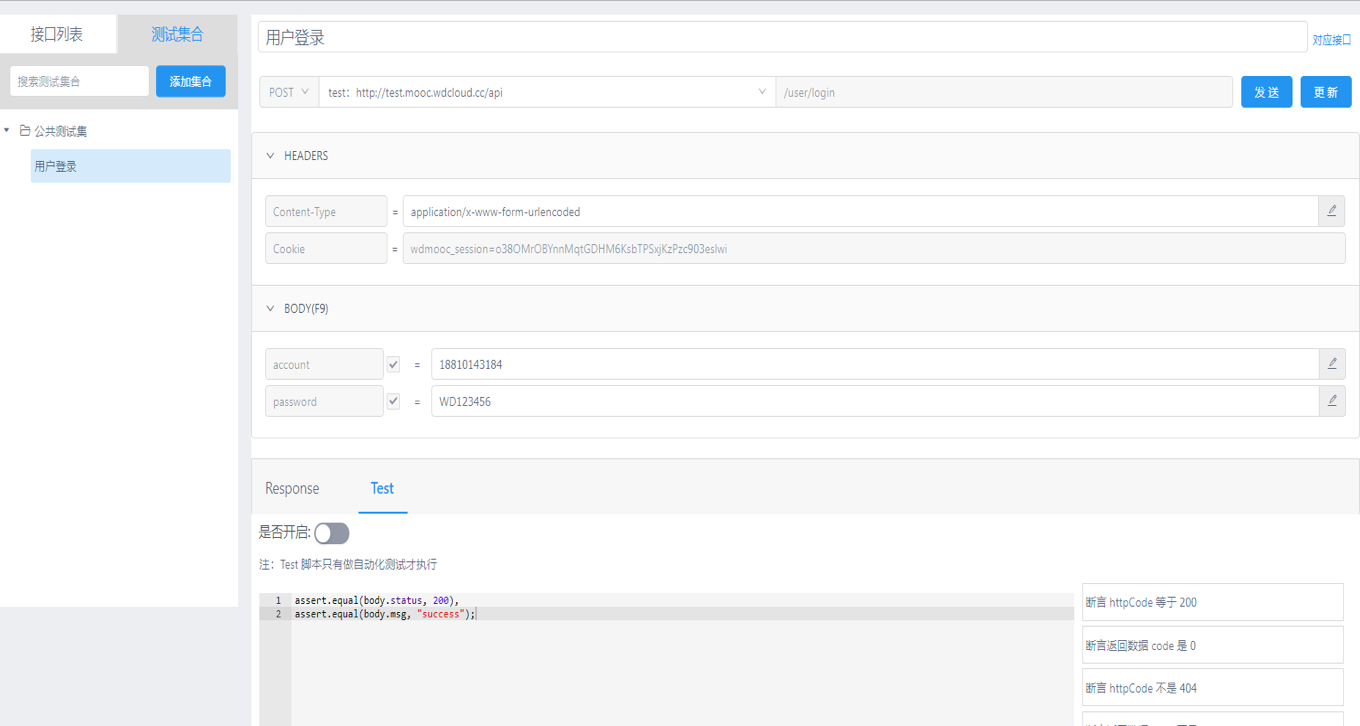 接口列表
测试集合
搜索测试集合
添加集合
公共测试集
用户登录
用户登录
对应接口
POST
test：http://test.mooc.wdcloud.cc/api
/user/login
发 送
更 新
HEADERS
Content-Type = application/x-www-form-urlencoded
Cookie = wdmooc_session=o38OMrOBYnnMqtGDHM6KsbTPSxjKzPzc903eslwi
BODY(F9)
account = 18810143184
password = WD123456
Response
Test
是否开启:
注：Test 脚本只有做自动化测试才执行
1 assert.equal(body.status, 200),
2 assert.equal(body.msg, "success");
断言 httpCode 等于 200
断言返回数据 code 是 0
断言 httpCode 不是 404